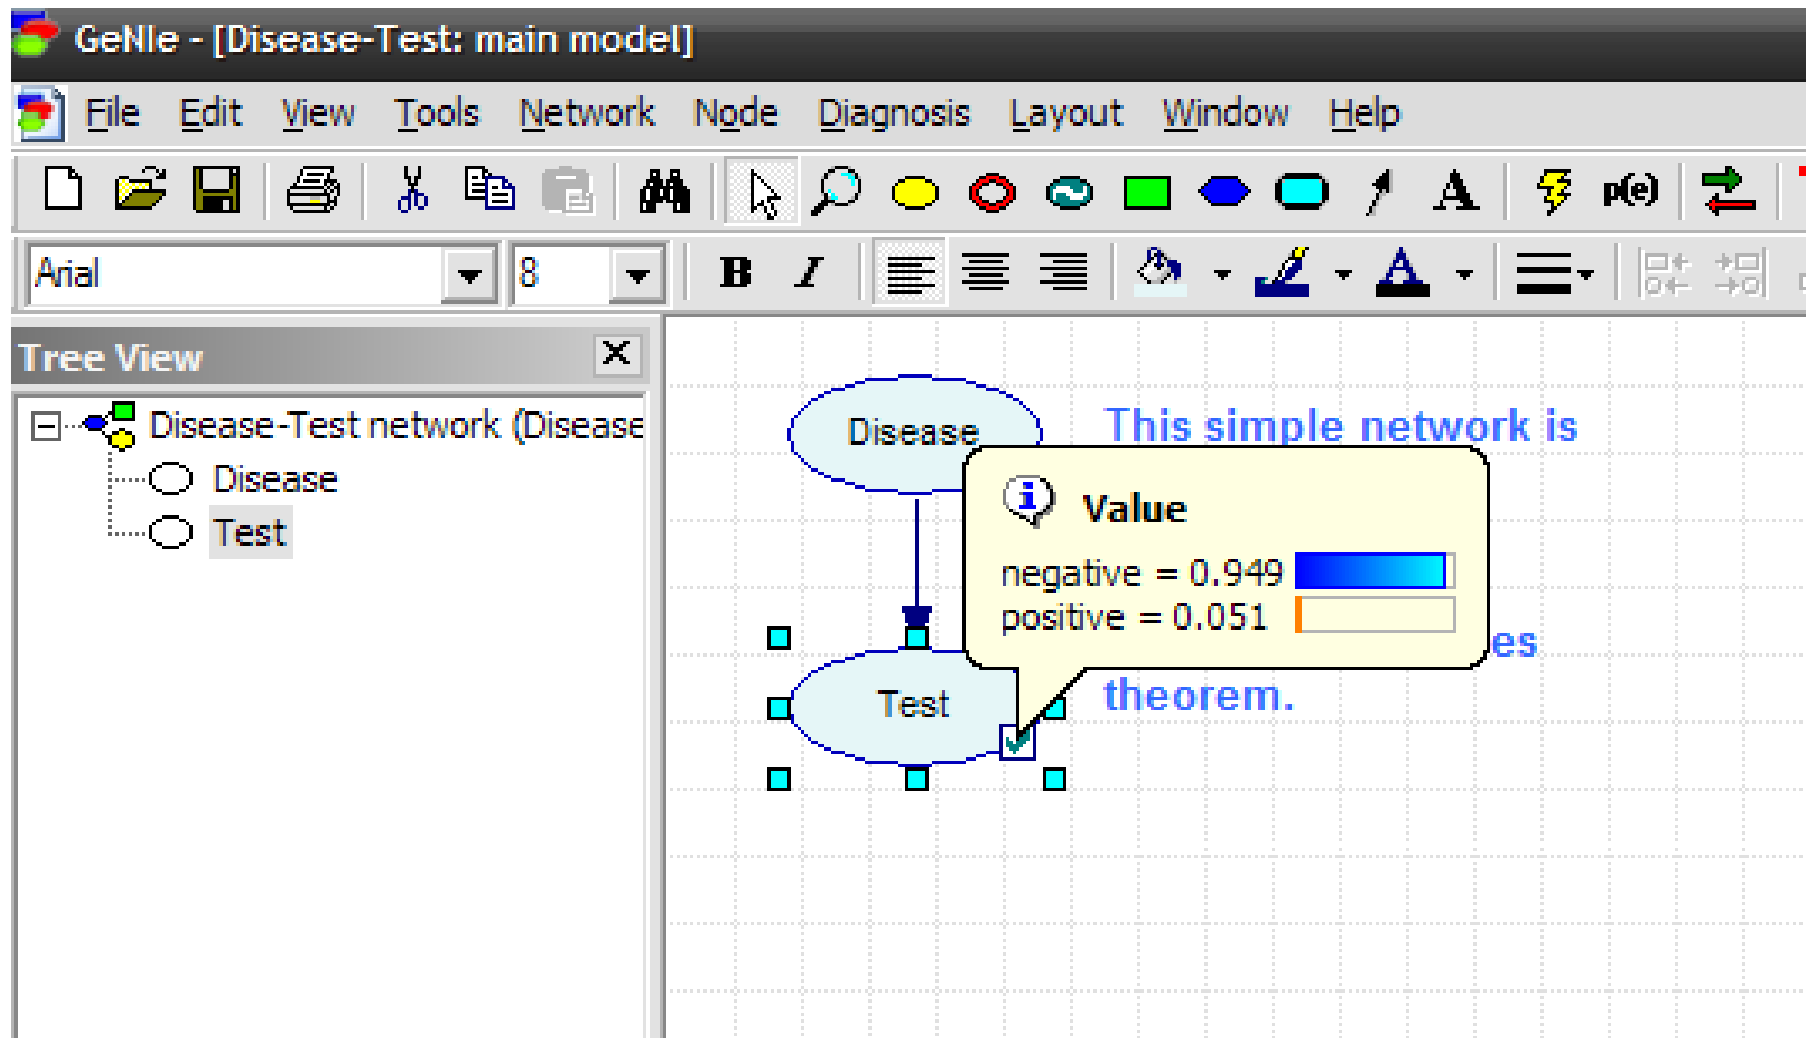 GeNIe - [Disease-Test: main model]
File Edit View Tools Network Node Diagnosis Layout Window Help
A p(e)
Arial 8 B I A
Tree View
Disease-Test network (Disease
Disease
Test
Disease
This simple network is
Value
negative = 0.949
positive = 0.051
es
Test
theorem.